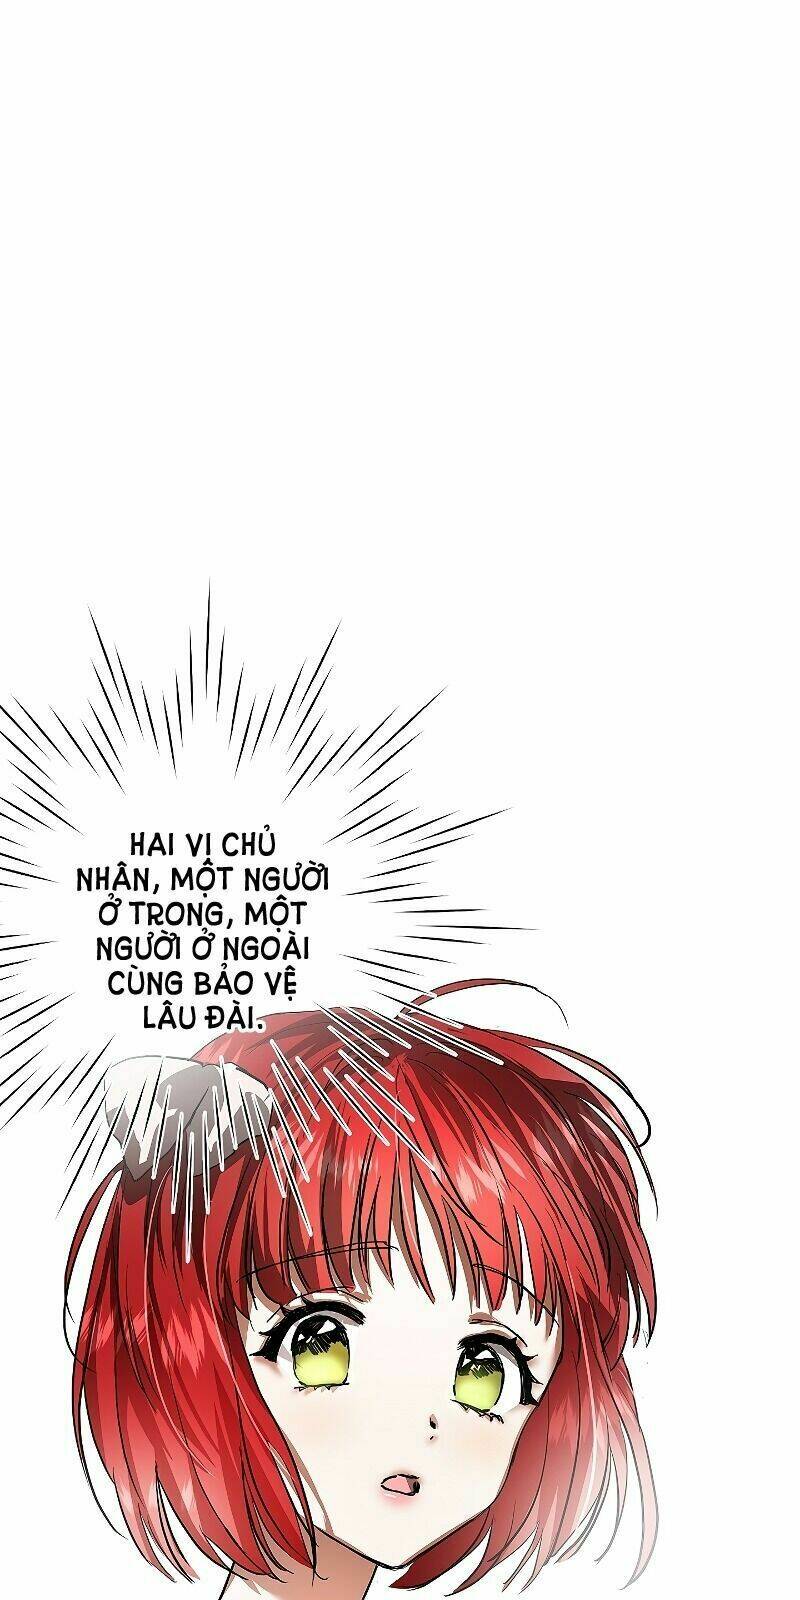 HAI VỊ CHỦ
NHÂN, MỘT NGƯỜI
Ở TRONG, MỘT
NGƯỜI Ở NGOÀI
CÙNG BẢO VỆ
LÂU ĐÀI.